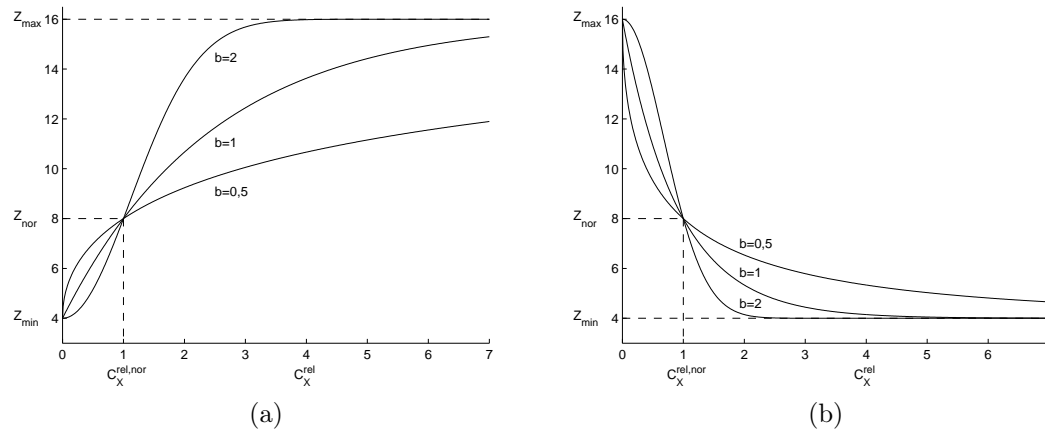 Z_max 16
14
b=2
12
b=1
10
b=0,5
Z_nor 8
6
Z_min 4
0 1 2 3 4 5 6 7
C_X^rel,nor C_X^rel
(a)
Z_max 16
14
12
10
Z_nor 8
b=0,5
6
b=1
b=2
Z_min 4
0 1 2 3 4 5 6
C_X^rel,nor C_X^rel
(b)